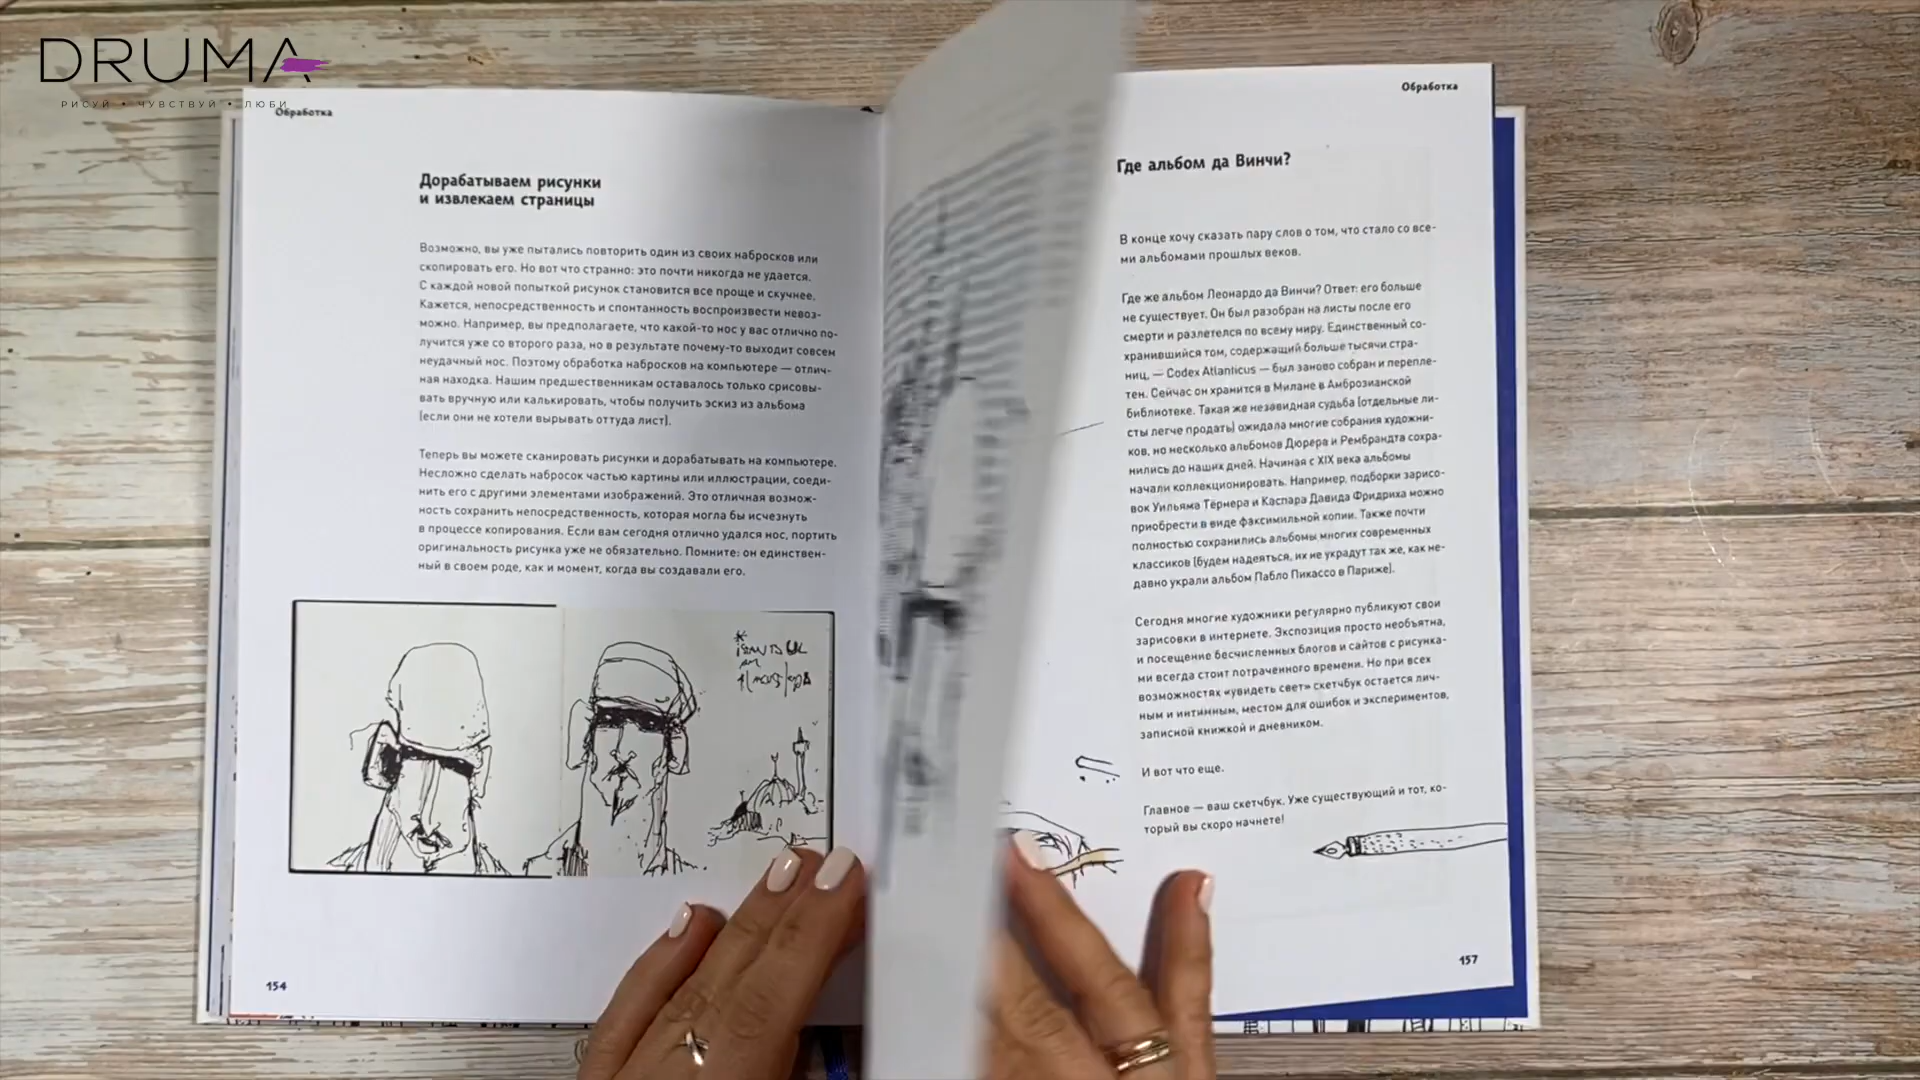 DRUMA
РИСУЙ • ЧУВСТВУЙ • ЛЮБИ
Обработка
Дорабатываем рисунки
и извлекаем страницы
Возможно, вы уже пытались повторить один из своих набросков или
скопировать его. Но вот что странно: это почти никогда не удается.
С каждой новой попыткой рисунок становится все проще и скучнее.
Кажется, непосредственность и спонтанность воспроизвести невоз-
можно. Например, вы предполагаете, что какой-то нос у вас отлично по-
лучится уже со второго раза, но в результате почему-то выходит совсем
неудачный нос. Поэтому обработка набросков на компьютере — отлич-
ная находка. Нашим предшественникам оставалось только срисовы-
вать вручную или калькировать, чтобы получить эскиз из альбома
(если они не хотели вырывать оттуда лист).
Теперь вы можете сканировать рисунки и дорабатывать на компьютере.
Несложно сделать набросок частью картины или иллюстрации, соеди-
нить его с другими элементами изображений. Это отличная возмож-
ность сохранить непосредственность, которая могла бы исчезнуть
в процессе копирования. Если вам сегодня отлично удался нос, портить
оригинальность рисунка уже не обязательно. Помните: он единствен-
ный в своем роде, как и момент, когда вы создавали его.
154
Обработка
Где альбом да Винчи?
В конце хочу сказать пару слов о том, что стало со все-
ми альбомами прошлых веков.
Где же альбом Леонардо да Винчи? Ответ: его больше
не существует. Он был разобран на листы после его
смерти и разлетелся по всему миру. Единственный со-
хранившийся том, содержащий больше тысячи стра-
ниц, — Codex Atlanticus — был заново собран и перепле-
тен. Сейчас он хранится в Милане в Амброзианской
библиотеке. Такая же незавидная судьба (отдельные ли-
сты легче продать) ожидала многие собрания художни-
ков, но несколько альбомов Дюрера и Рембрандта сохра-
нились до наших дней. Начиная с XIX века альбомы
начали коллекционировать. Например, подборки зарисо-
вок Уильяма Тёрнера и Каспара Давида Фридриха можно
приобрести в виде факсимильной копии. Также почти
полностью сохранились альбомы многих современных
классиков (будем надеяться, их не украдут так же, как не-
давно украли альбом Пабло Пикассо в Париже).
Сегодня многие художники регулярно публикуют свои
зарисовки в интернете. Экспозиция просто необъятна,
и посещение бесчисленных блогов и сайтов с рисунка-
ми всегда стоит потраченного времени. Но при всех
возможностях «увидеть свет» скетчбук остается лич-
ным и интимным, местом для ошибок и экспериментов,
записной книжкой и дневником.
И вот что еще.
Главное — ваш скетчбук. Уже существующий и тот, ко-
торый вы скоро начнете!
157